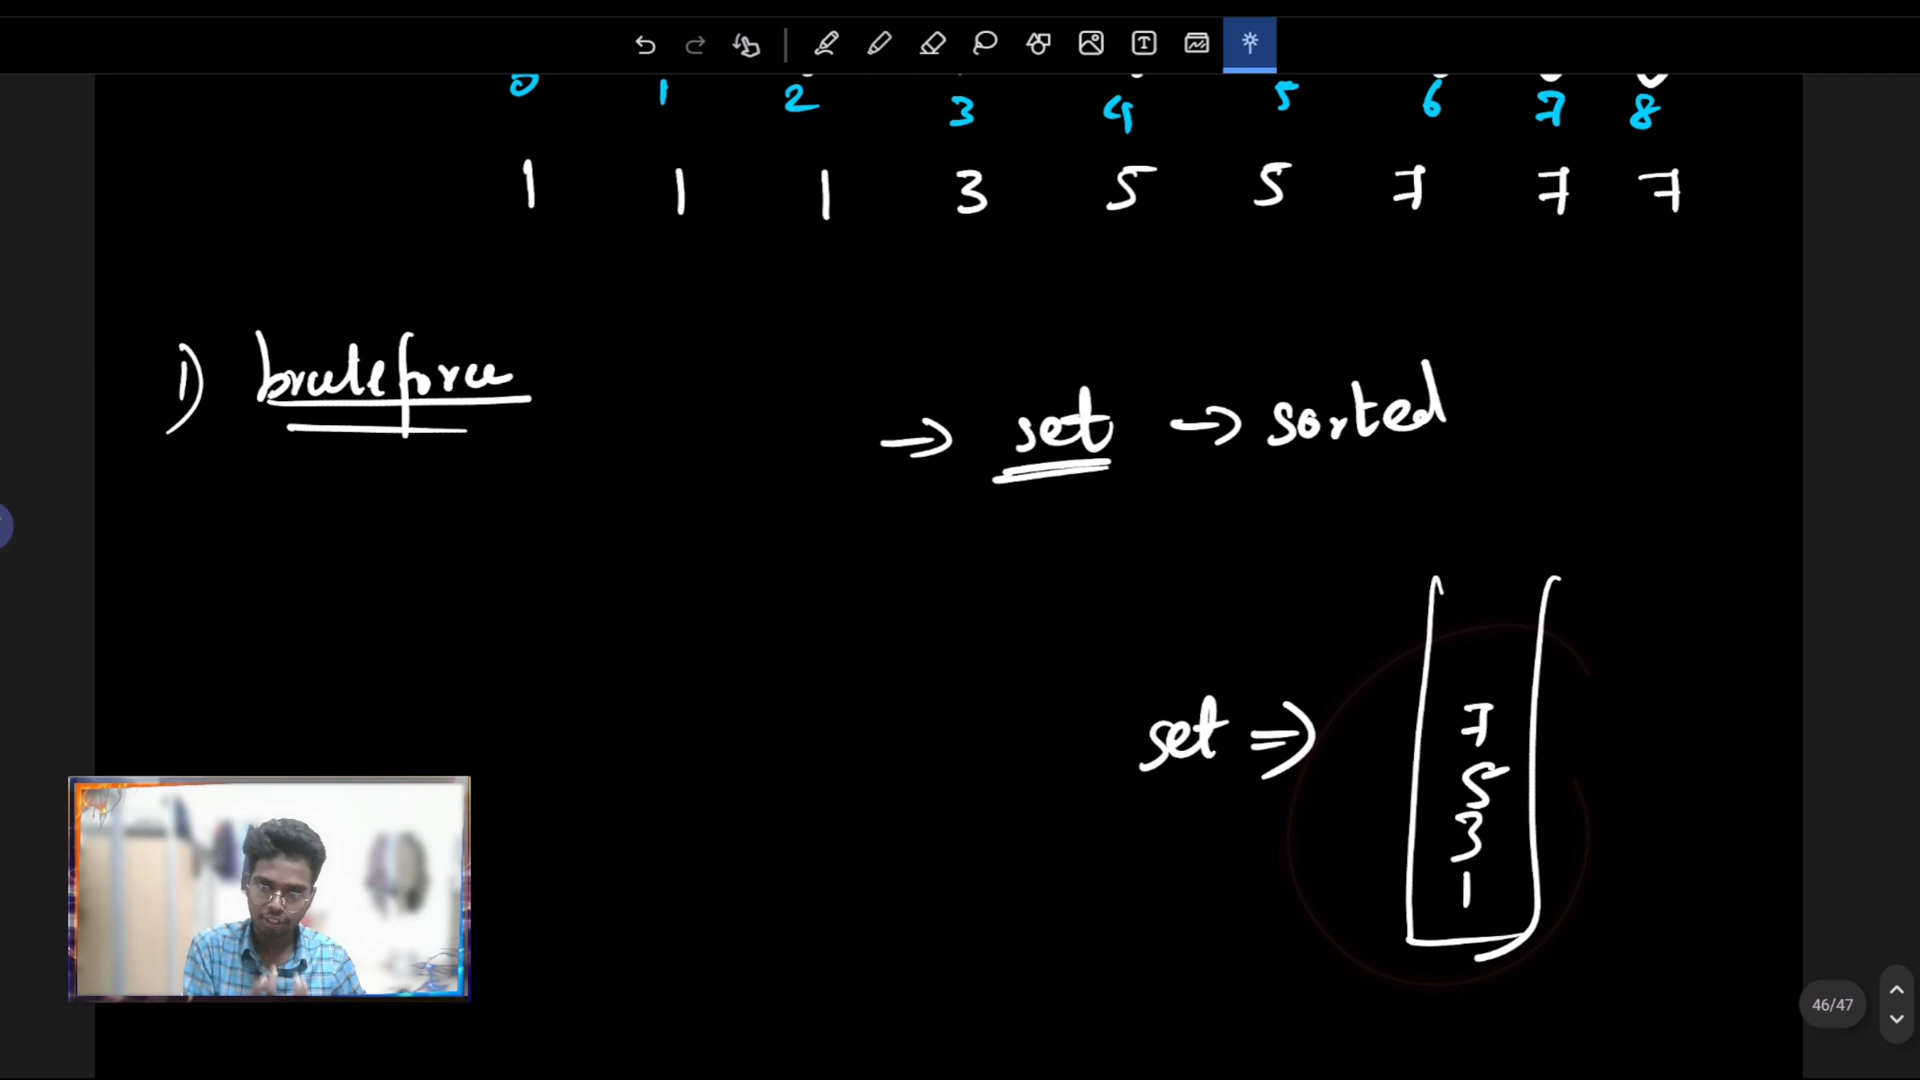 0 1 2 3 4 5 6 7 8
1 1 1 3 5 5 7 7 7
1) bruteforce
→ set → sorted
set ⇒
7
5
3
1
46/47